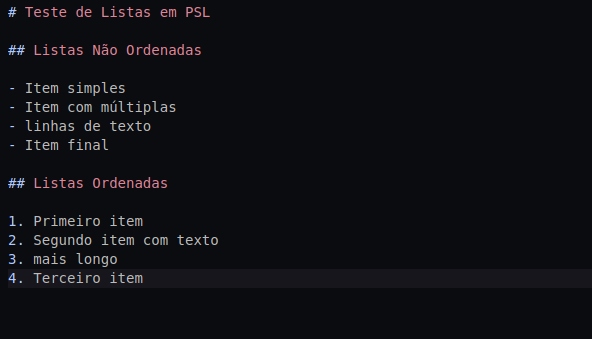 # Teste de Listas em PSL
## Listas Não Ordenadas
- Item simples
- Item com múltiplas
- linhas de texto
- Item final
## Listas Ordenadas
1. Primeiro item
2. Segundo item com texto
3. mais longo
4. Terceiro item